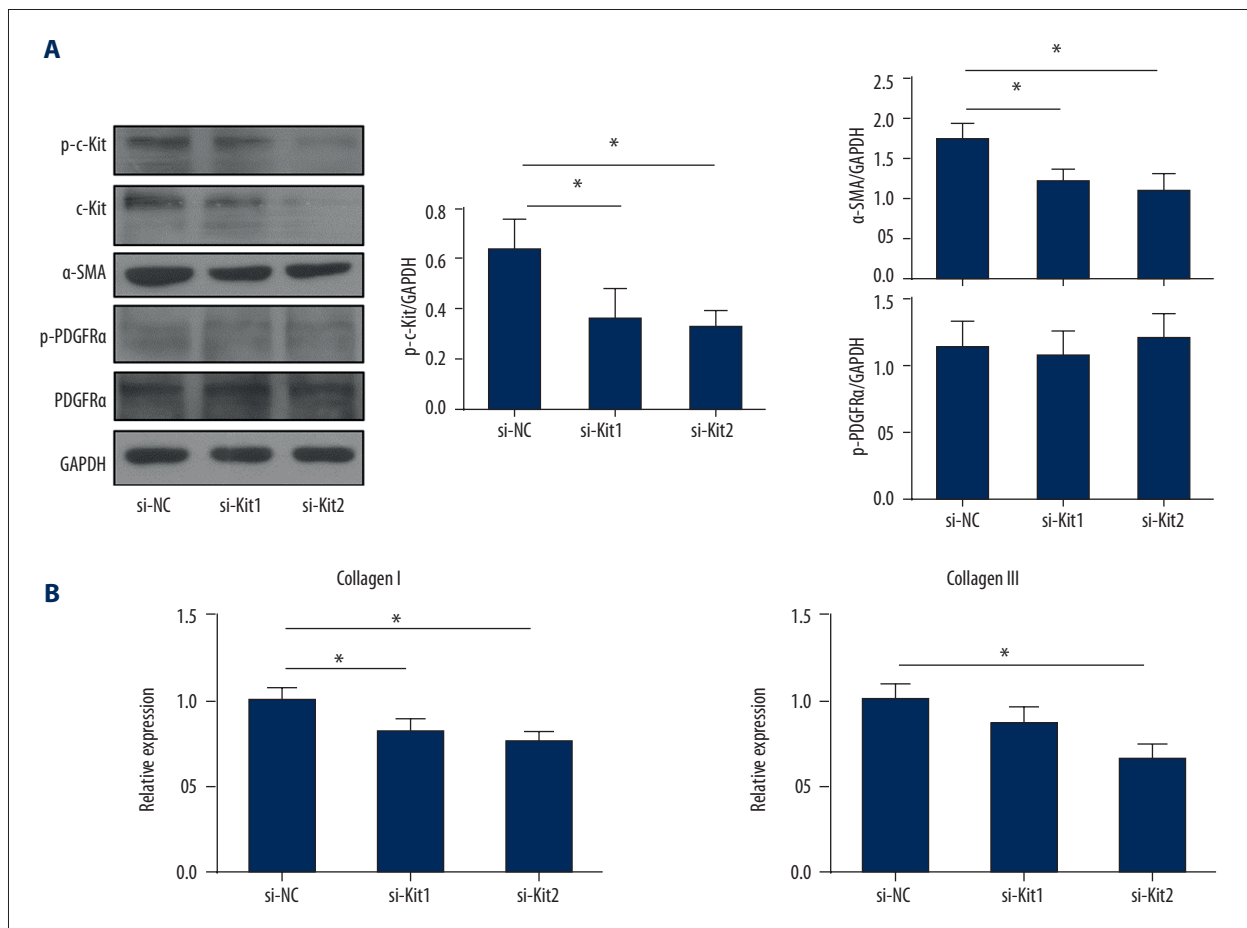 A
p-c-Kit
c-Kit
α-SMA
p-PDGFRα
PDGFRα
GAPDH
si-NC si-Kit1 si-Kit2
p-c-Kit/GAPDH
0.8
0.6
0.4
0.2
0.0
*
*
si-NC si-Kit1 si-Kit2
α-SMA/GAPDH
2.5
2.0
1.5
1.0
05
0.0
*
*
p-PDGFRα/GAPDH
1.5
1.0
05
0.0
si-NC si-Kit1 si-Kit2
B
Collagen I
Relative expression
1.5
1.0
05
0.0
*
*
si-NC si-Kit1 si-Kit2
Collagen III
Relative expression
1.5
1.0
05
0.0
*
si-NC si-Kit1 si-Kit2